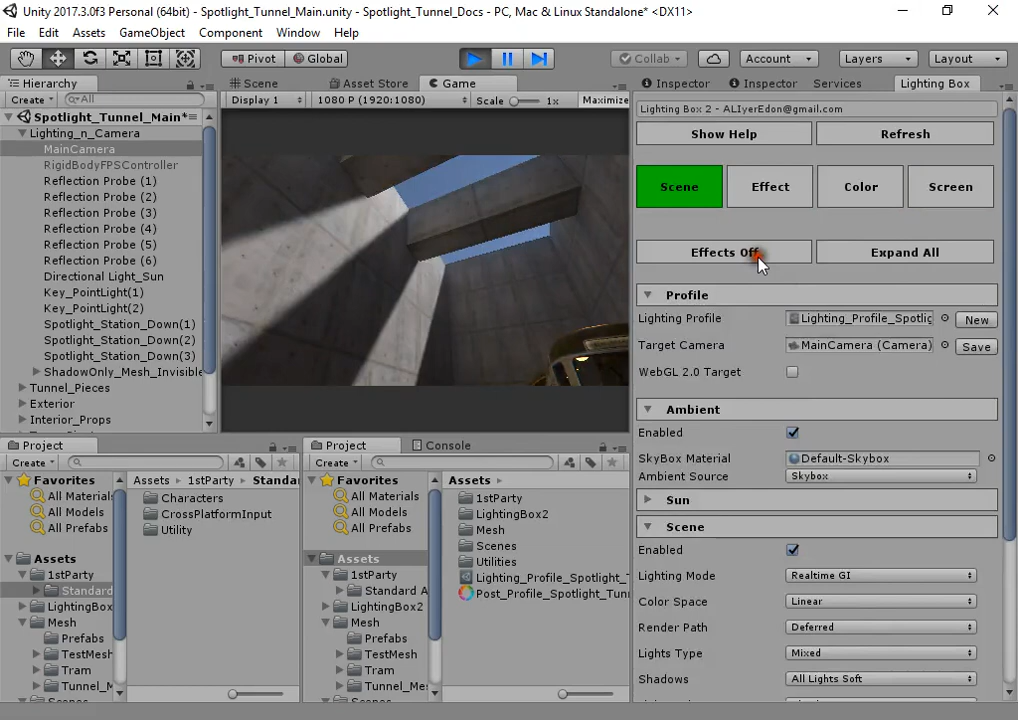 Unity 2017.3.0f3 Personal (64bit) - Spotlight_Tunnel_Main.unity - Spotlight_Tunnel_Docs - PC, Mac & Linux Standalone* <DX11>
File Edit Assets GameObject Component Window Help
Pivot Global Collab Account Layers Layout
Hierarchy Scene Asset Store Game Inspector Inspector Services Lighting Box
Create All Display 1 1080 P (1920:1080) Scale 1x Maximize
Lighting Box 2 - ALIyerEdon@gmail.com
Spotlight_Tunnel_Main*
Lighting_n_Camera
MainCamera
RigidBodyFPSController
Reflection Probe (1)
Reflection Probe (2)
Reflection Probe (3)
Reflection Probe (4)
Reflection Probe (5)
Reflection Probe (6)
Directional Light_Sun
Key_PointLight(1)
Key_PointLight(2)
Spotlight_Station_Down(1)
Spotlight_Station_Down(2)
Spotlight_Station_Down(3)
ShadowOnly_Mesh_Invisible
Tunnel_Pieces
Exterior
Interior_Props
Show Help Refresh
Scene Effect Color Screen
Effects Off Expand All
Profile
Lighting Profile Lighting_Profile_Spotlig New
Target Camera MainCamera (Camera) Save
WebGL 2.0 Target
Ambient
Enabled
SkyBox Material Default-Skybox
Ambient Source Skybox
Sun
Scene
Enabled
Lighting Mode Realtime GI
Color Space Linear
Render Path Deferred
Lights Type Mixed
Shadows All Lights Soft
Project
Create
Favorites
All Materials
All Models
All Prefabs
Assets
1stParty
Standard
LightingBox
Mesh
Prefabs
TestMesh
Tram
Tunnel_M
Assets 1stParty Standa
Characters
CrossPlatformInput
Utility
Project Console
Create
Favorites
All Materials
All Models
All Prefabs
Assets
1stParty
Standard A
LightingBox2
Mesh
Prefabs
TestMesh
Tram
Tunnel_Mes
Assets
1stParty
LightingBox2
Mesh
Scenes
Utilities
Lighting_Profile_Spotlight_T
Post_Profile_Spotlight_Tunn